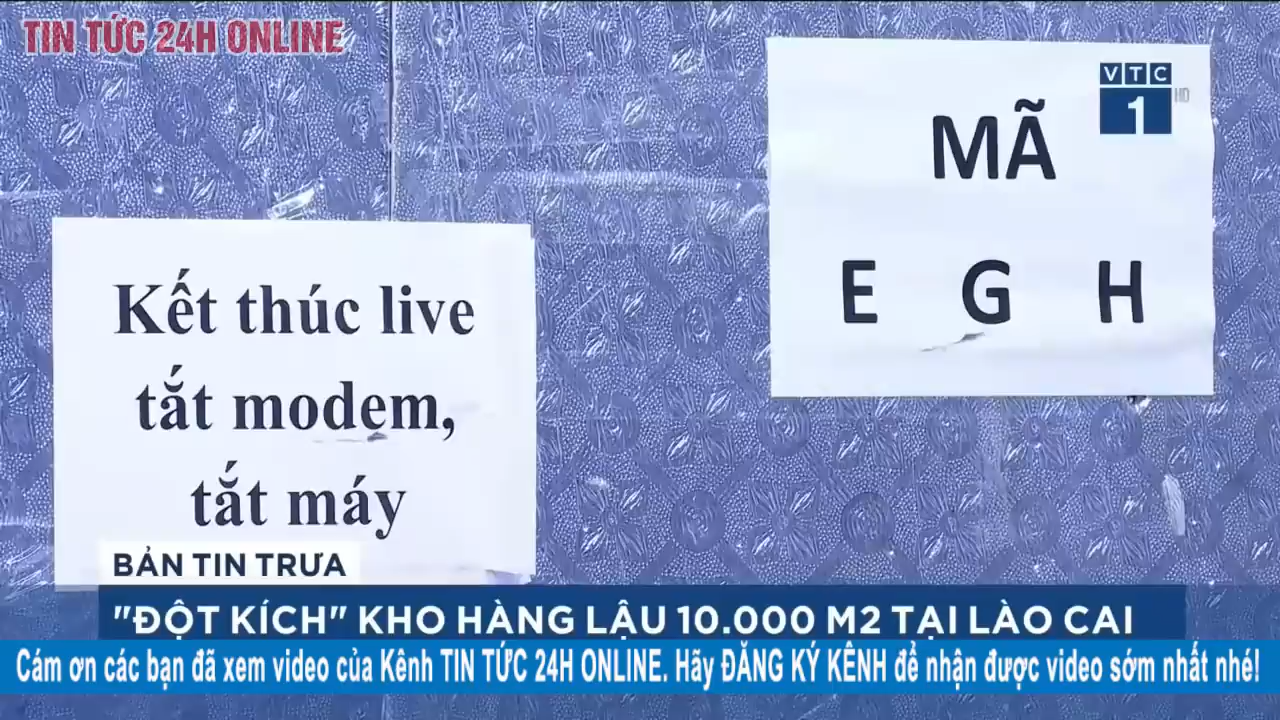 TIN TỨC 24H ONLINE
VTC
1
HD
MÃ
E G H
Kết thúc live
tắt modem,
tắt máy
BẢN TIN TRƯA
"ĐỘT KÍCH" KHO HÀNG LẬU 10.000 M2 TẠI LÀO CAI
Cám ơn các bạn đã xem video của Kênh TIN TỨC 24H ONLINE. Hãy ĐĂNG KÝ KÊNH để nhận được video sớm nhất nhé!